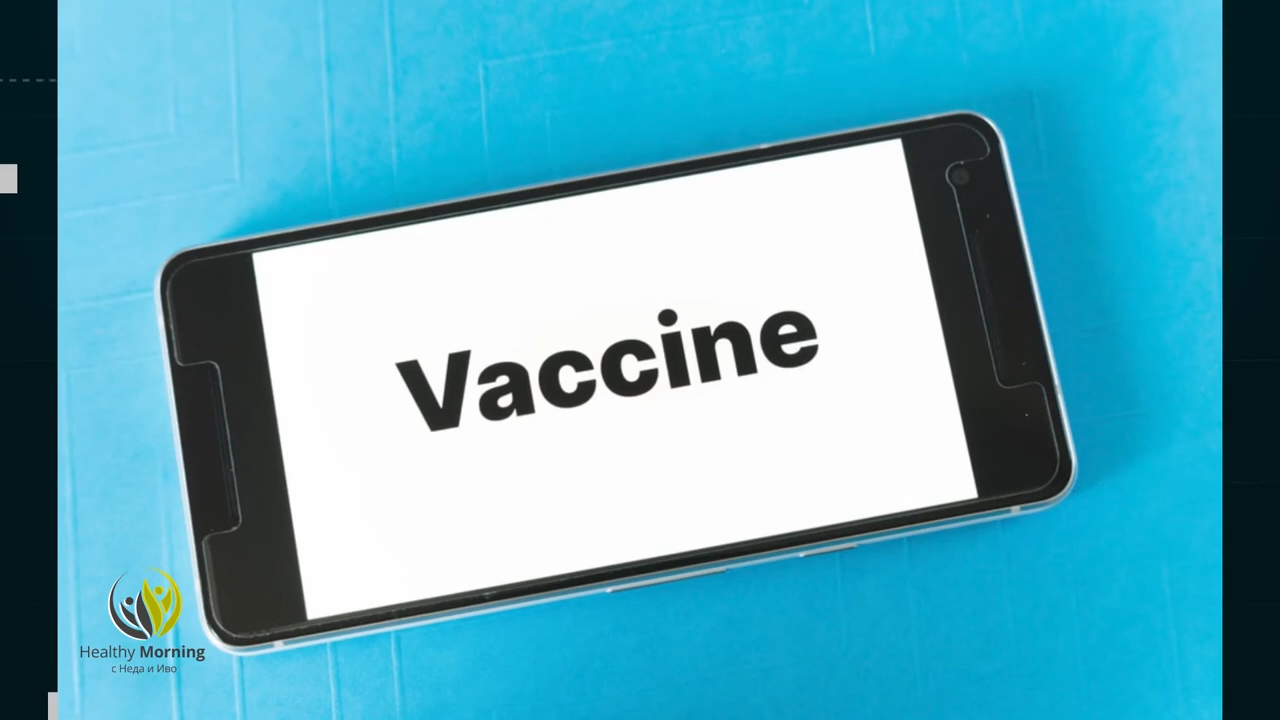 Vaccine
Healthy Morning
с Неда и Иво